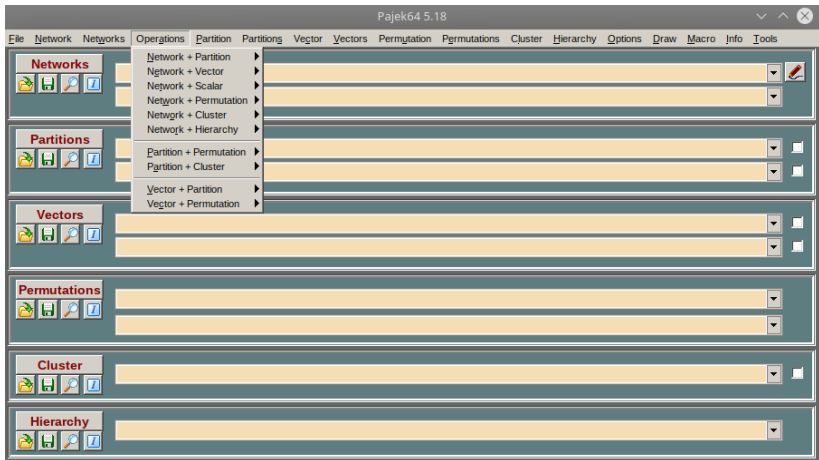 Pajek64 5.18
File Network Networks Operations Partition Partitions Vector Vectors Permutation Permutations Cluster Hierarchy Options Draw Macro Info Tools
Network + Partition
Network + Vector
Network + Scalar
Network + Permutation
Network + Cluster
Network + Hierarchy
Partition + Permutation
Partition + Cluster
Vector + Partition
Vector + Permutation
Networks
Partitions
Vectors
Permutations
Cluster
Hierarchy